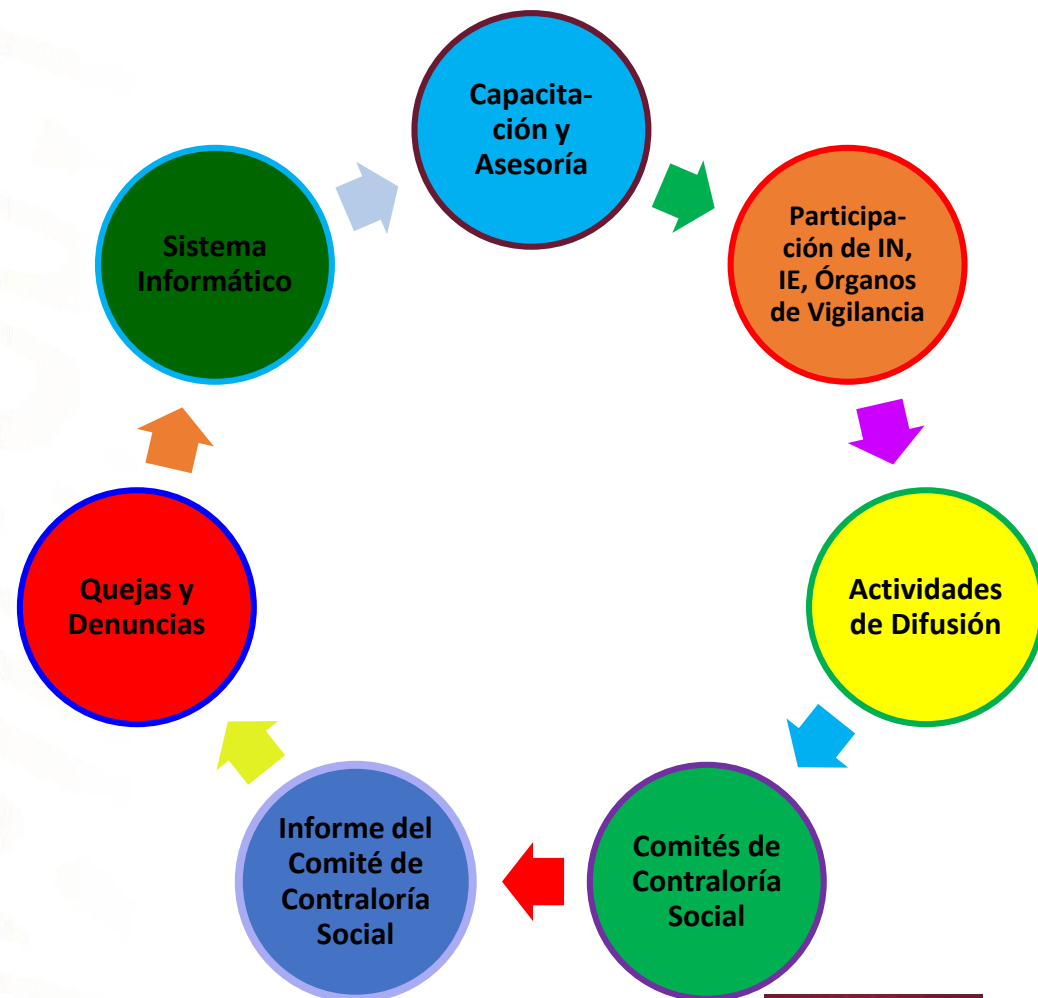 Capacita-
ción y
Asesoría
Participa-
ción de IN,
IE, Órganos
de Vigilancia
Actividades
de Difusión
Comités de
Contraloría
Social
Informe del
Comité de
Contraloría
Social
Quejas y
Denuncias
Sistema
Informático